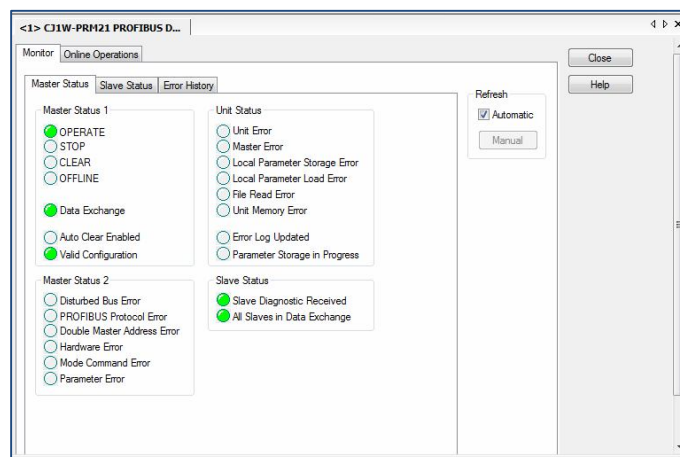 <1> CJ1W-PRM21 PROFIBUS D...
Monitor Online Operations
Master Status Slave Status Error History
Master Status 1
OPERATE
STOP
CLEAR
OFFLINE
Data Exchange
Auto Clear Enabled
Valid Configuration
Unit Status
Unit Error
Master Error
Local Parameter Storage Error
Local Parameter Load Error
File Read Error
Unit Memory Error
Error Log Updated
Parameter Storage in Progress
Master Status 2
Disturbed Bus Error
PROFIBUS Protocol Error
Double Master Address Error
Hardware Error
Mode Command Error
Parameter Error
Slave Status
Slave Diagnostic Received
All Slaves in Data Exchange
Refresh
Automatic
Manual
Close
Help